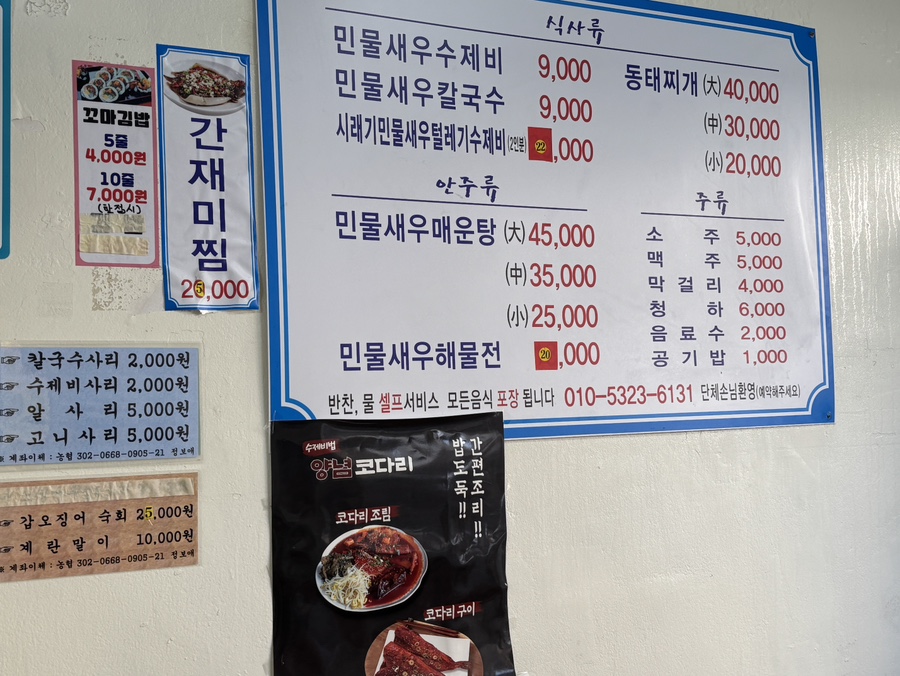 꼬마김밥
5줄
4,000원
10줄
7,000원
(한접시)
간재미찜
25,000
식사류
민물새우수제비 9,000
민물새우칼국수 9,000
시래기민물새우털레기수제비(2인분) 22,000
동태찌개 (大) 40,000
(中) 30,000
(小) 20,000
안주류
민물새우매운탕 (大) 45,000
(中) 35,000
(小) 25,000
민물새우해물전 20,000
주류
소주 5,000
맥주 5,000
막걸리 4,000
청하 6,000
음료수 2,000
공기밥 1,000
반찬, 물 셀프서비스 모든음식 포장 됩니다 010-5323-6131 단체손님환영(예약해주세요)
☞ 칼국수사리 2,000원
☞ 수제비사리 2,000원
☞ 알사리 5,000원
☞ 고니사리 5,000원
※ 계좌이체 : 농협 302-0668-0905-21 정보매
☞ 갑오징어 숙회 25,000원
☞ 계란말이 10,000원
※ 계좌이체 : 농협 302-0668-0905-21 정보매
수제비법
양념코다리
간편조리!!
밥도둑!!
코다리 조림
코다리 구이